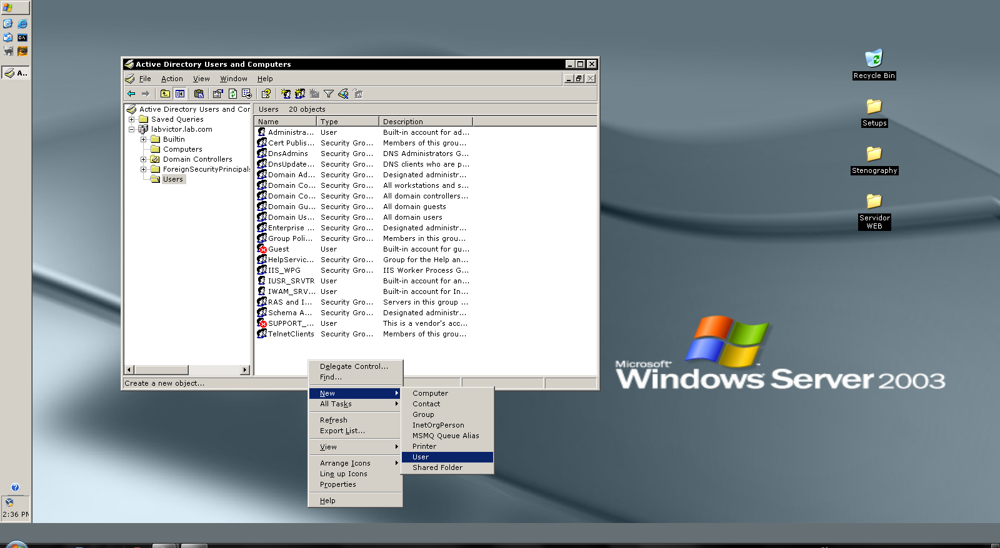 Active Directory Users and Computers
File Action View Window Help
Active Directory Users and Cor
Saved Queries
labvictor.lab.com
Builtin
Computers
Domain Controllers
ForeignSecurityPrincipals
Users
Users 20 objects
Name Type Description
Administra... User Built-in account for ad...
Cert Publis... Security Gro... Members of this grou...
DnsAdmins Security Gro... DNS Administrators G...
DnsUpdate... Security Gro... DNS clients who are p...
Domain Ad... Security Gro... Designated administr...
Domain Co... Security Gro... All workstations and s...
Domain Co... Security Gro... All domain controllers...
Domain Gu... Security Gro... All domain guests
Domain Us... Security Gro... All domain users
Enterprise ... Security Gro... Designated administr...
Group Poli... Security Gro... Members in this grou...
Guest User Built-in account for gu...
HelpServic... Security Gro... Group for the Help an...
IIS_WPG Security Gro... IIS Worker Process G...
IUSR_SRVTR User Built-in account for an...
IWAM_SRV... User Built-in account for In...
RAS and I... Security Gro... Servers in this group ...
Schema A... Security Gro... Designated administr...
SUPPORT_... User This is a vendor's acc...
TelnetClients Security Gro... Members of this grou...
Create a new object...
Delegate Control...
Find...
New
All Tasks
Refresh
Export List...
View
Arrange Icons
Line up Icons
Properties
Help
Computer
Contact
Group
InetOrgPerson
MSMQ Queue Alias
Printer
User
Shared Folder
Recycle Bin
Setups
Stenography
Servidor
WEB
Microsoft
Windows Server 2003
A..
C:\
2:36 PM